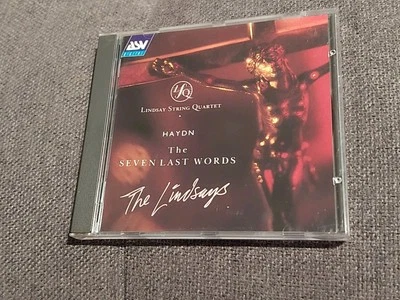 ASV
LSQ
LINDSAY STRING QUARTET
HAYDN
The
SEVEN LAST WORDS
The Lindsays